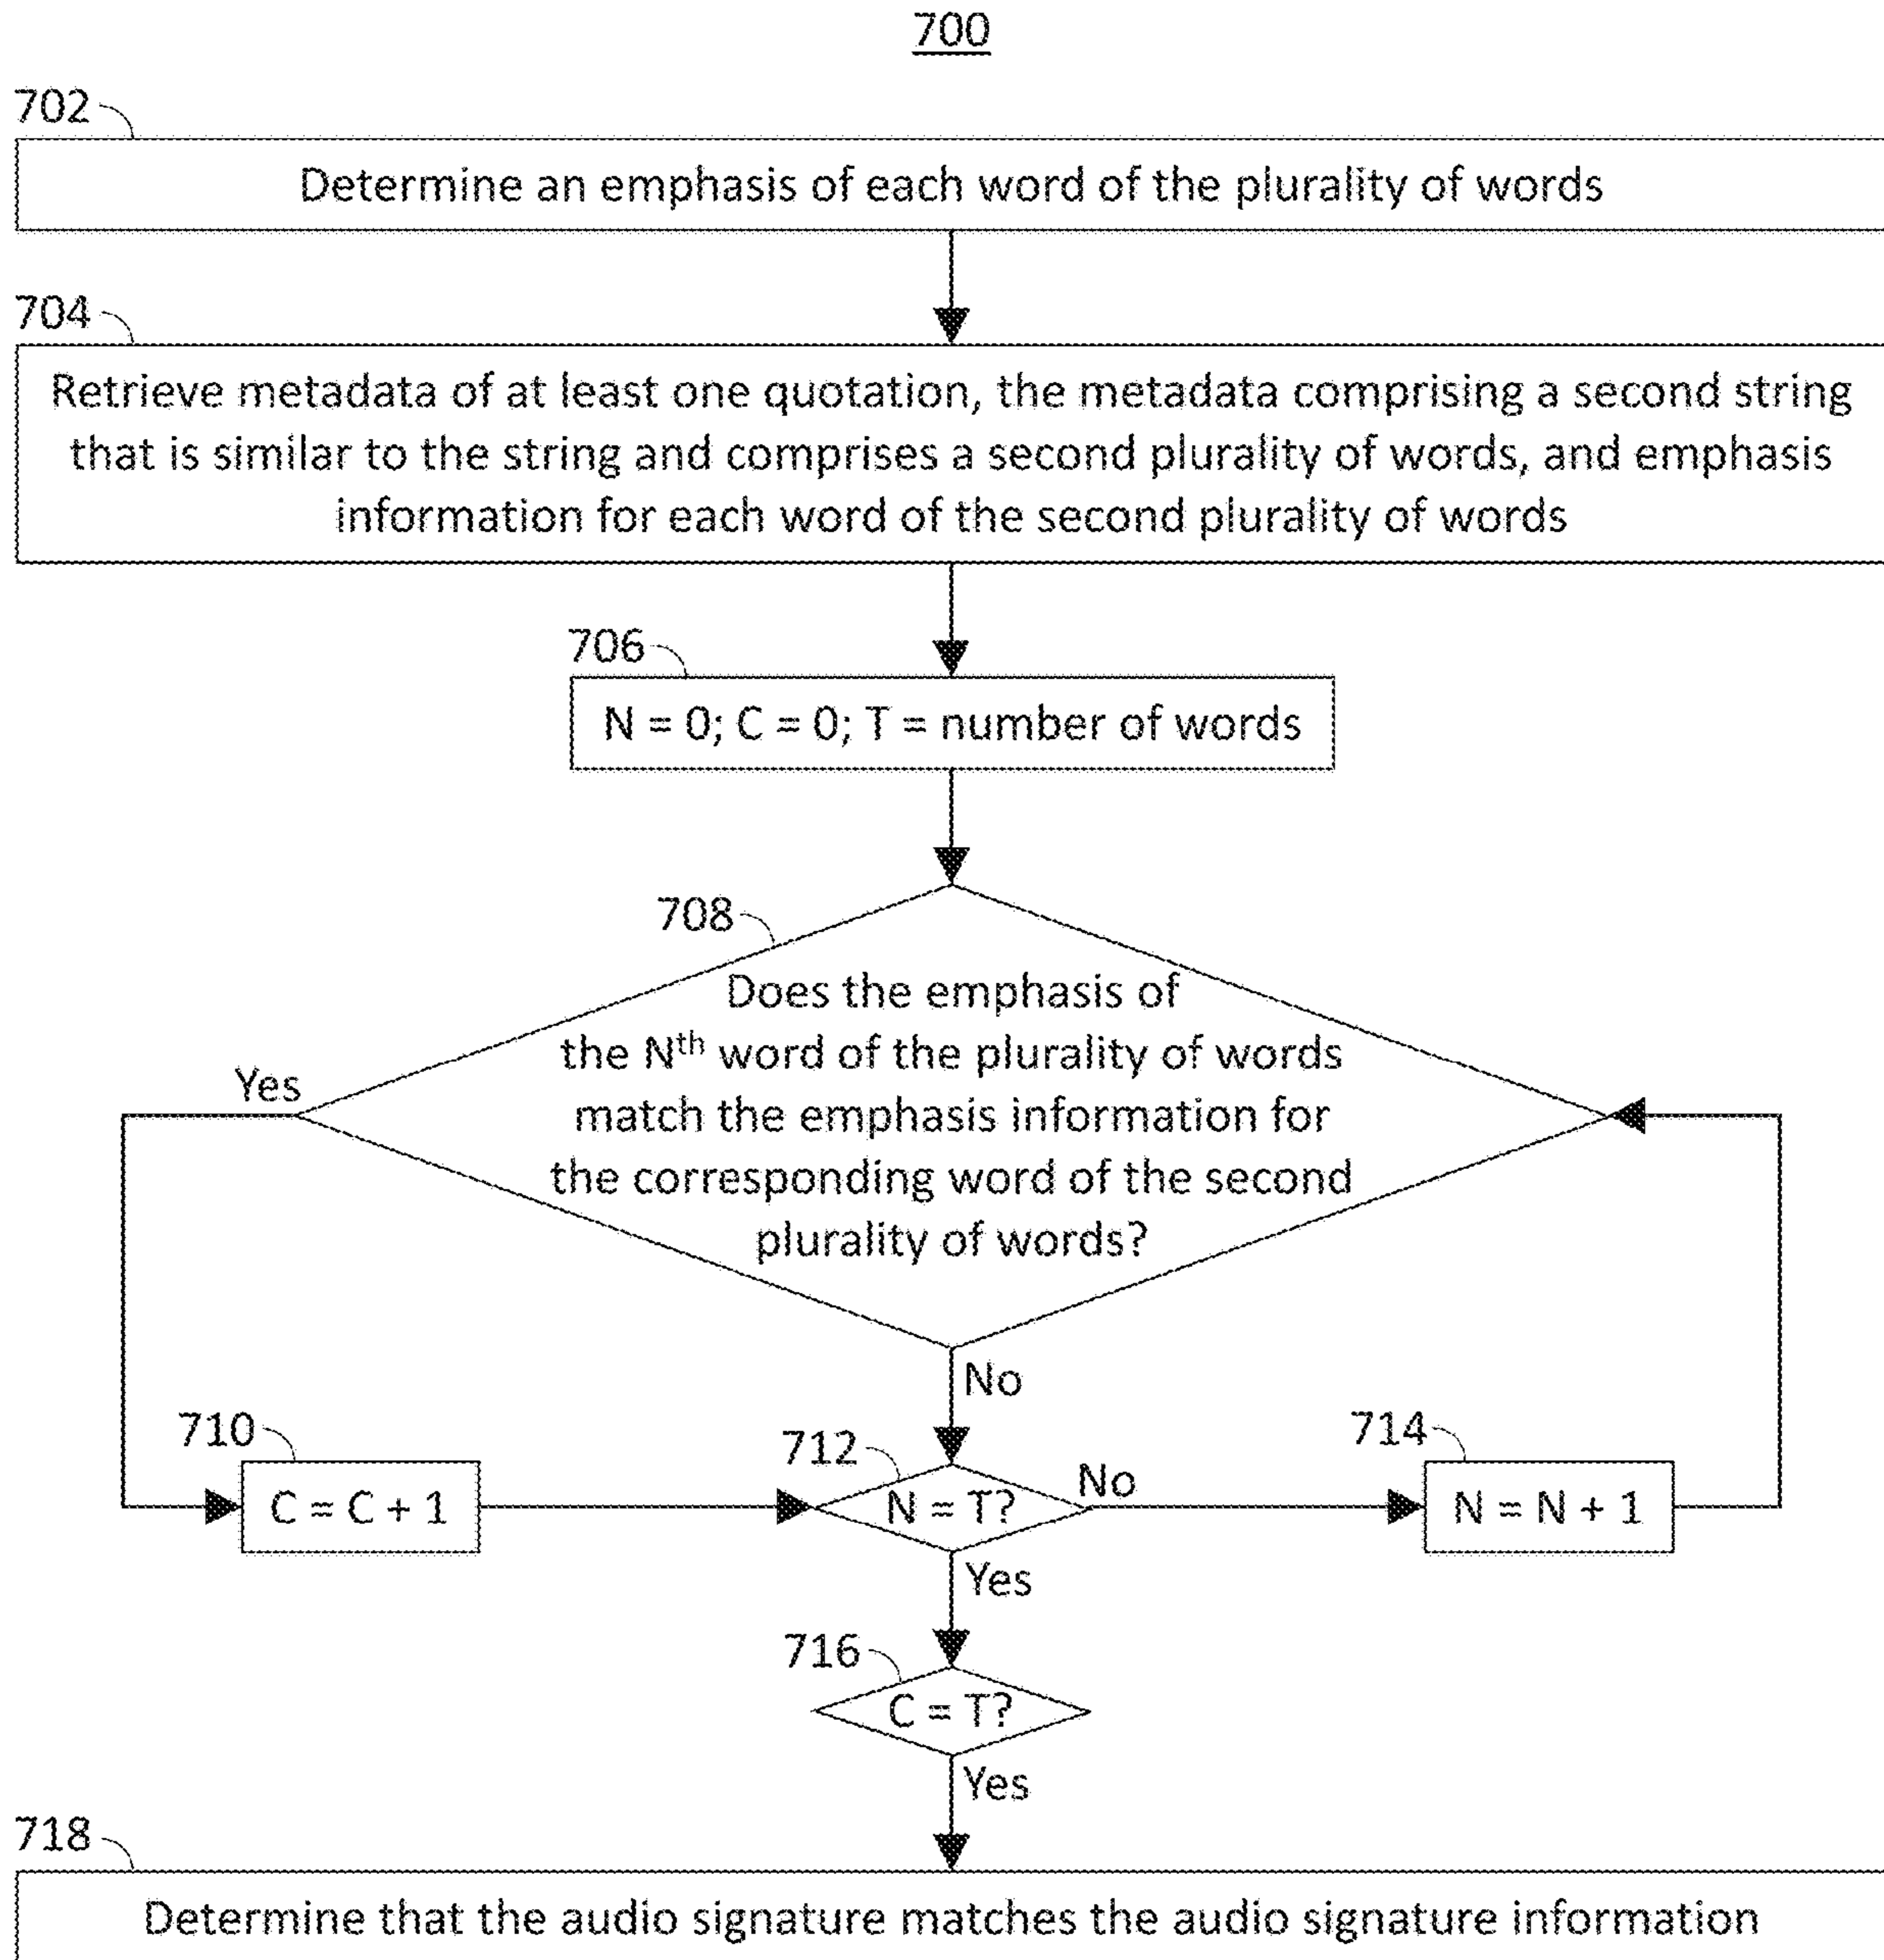 700
702
Determine an emphasis of each word of the plurality of words
704
Retrieve metadata of at least one quotation, the metadata comprising a second string
that is similar to the string and comprises a second plurality of words, and emphasis
information for each word of the second plurality of words
706
N = 0; C = 0; T = number of words
708
Does the emphasis of
the Nth word of the plurality of words
match the emphasis information for
the corresponding word of the second
plurality of words?
Yes
No
710
C = C + 1
712
N = T?
No
714
N = N + 1
Yes
716
C = T?
Yes
718
Determine that the audio signature matches the audio signature information